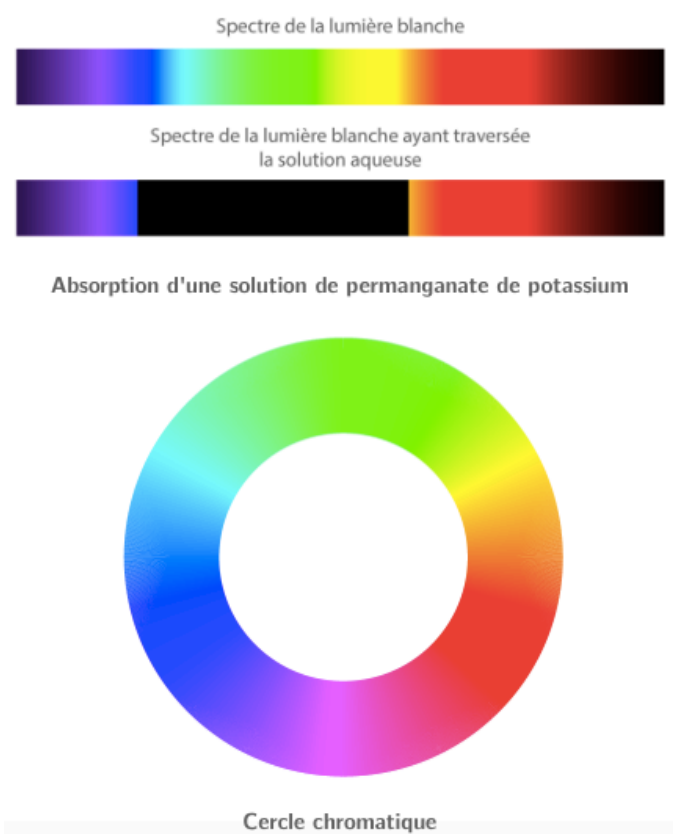 Spectre de la lumière blanche
Spectre de la lumière blanche ayant traversée
la solution aqueuse
Absorption d'une solution de permanganate de potassium
Cercle chromatique